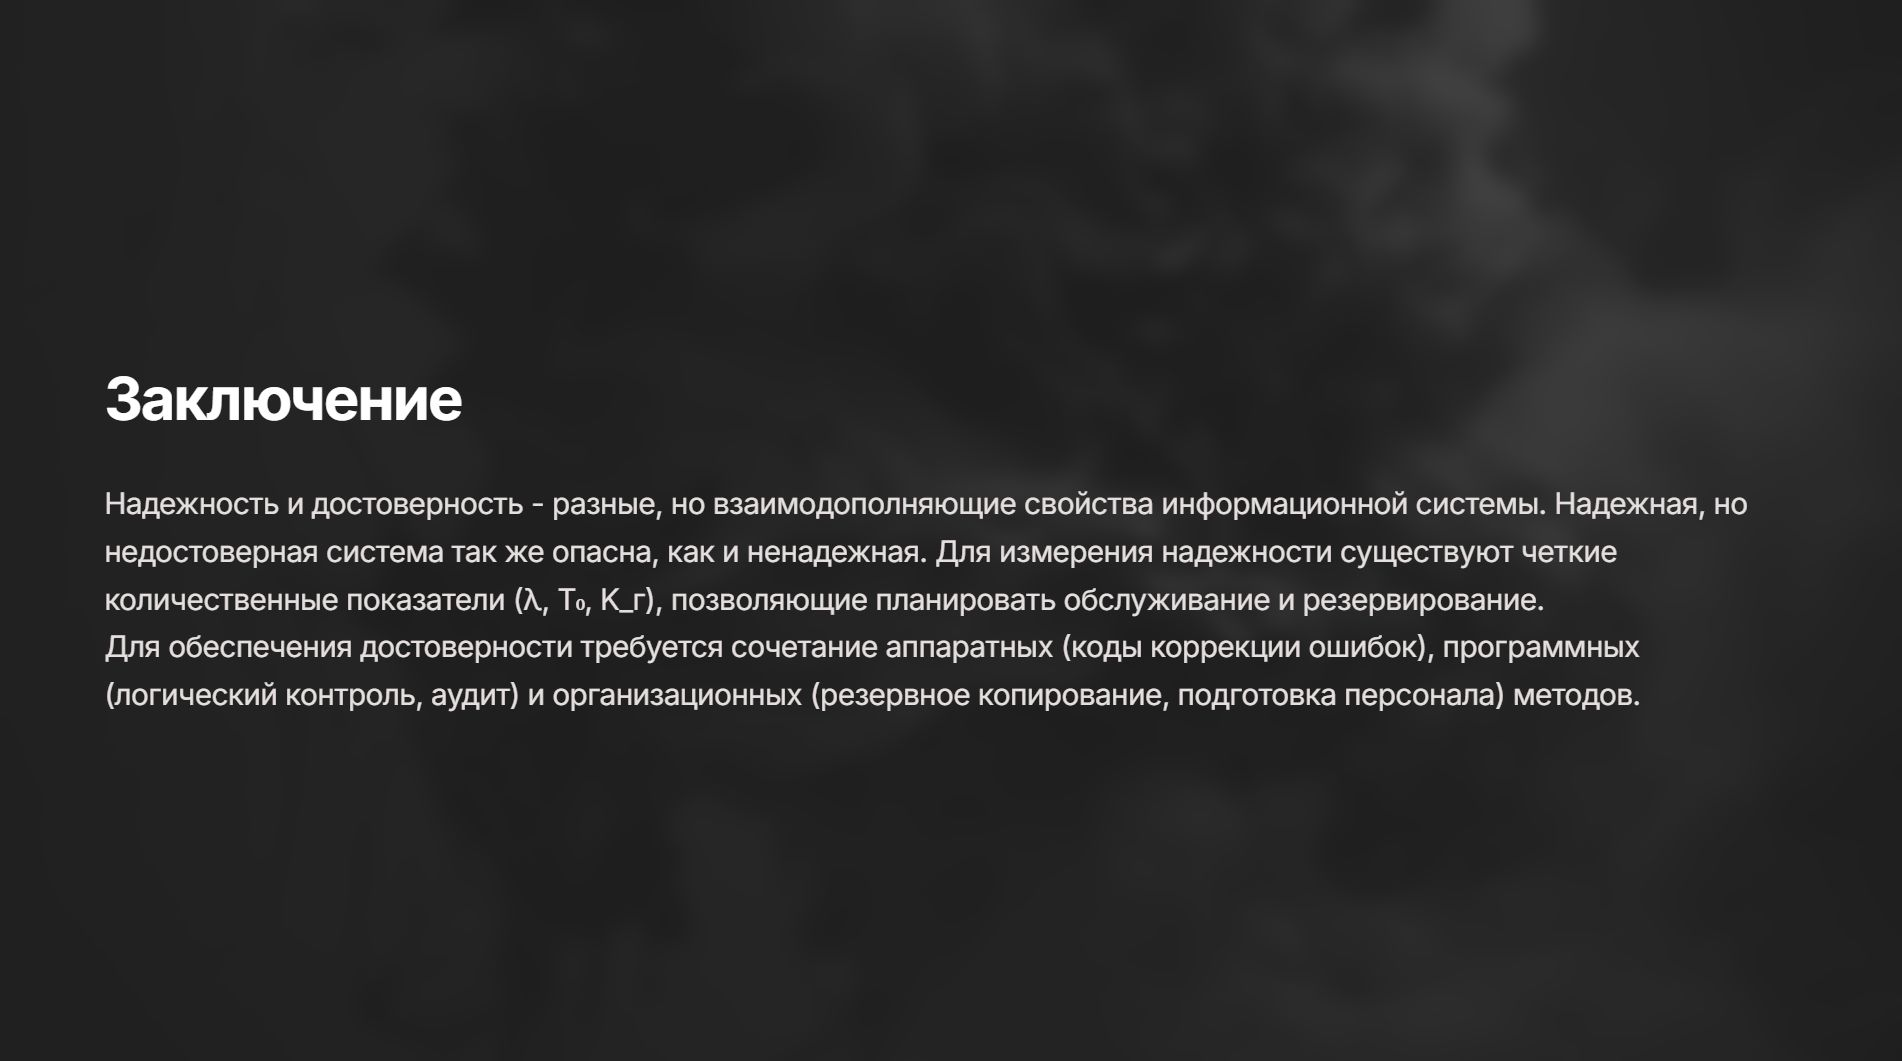 Заключение
Надежность и достоверность - разные, но взаимодополняющие свойства информационной системы. Надежная, но
недостоверная система так же опасна, как и ненадежная. Для измерения надежности существуют четкие
количественные показатели (λ, T₀, K_г), позволяющие планировать обслуживание и резервирование.
Для обеспечения достоверности требуется сочетание аппаратных (коды коррекции ошибок), программных
(логический контроль, аудит) и организационных (резервное копирование, подготовка персонала) методов.